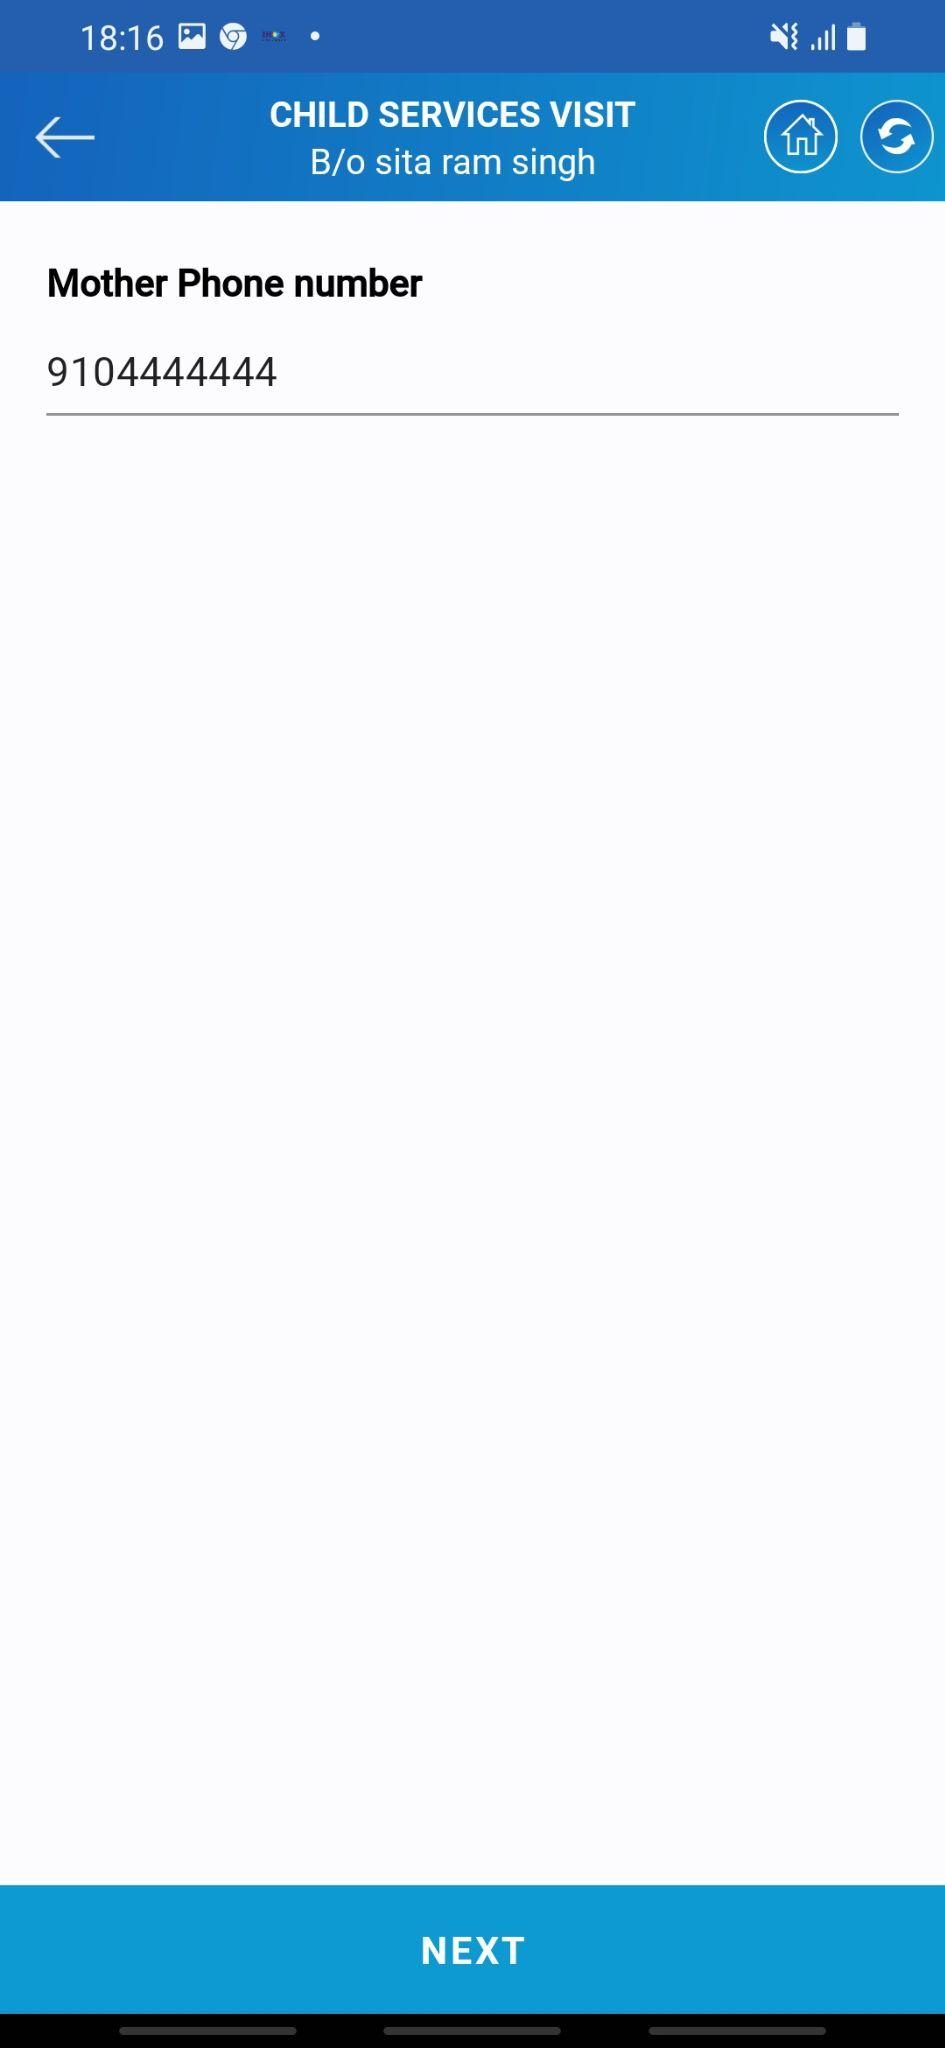 18:16
CHILD SERVICES VISIT
B/o sita ram singh
Mother Phone number
9104444444
NEXT